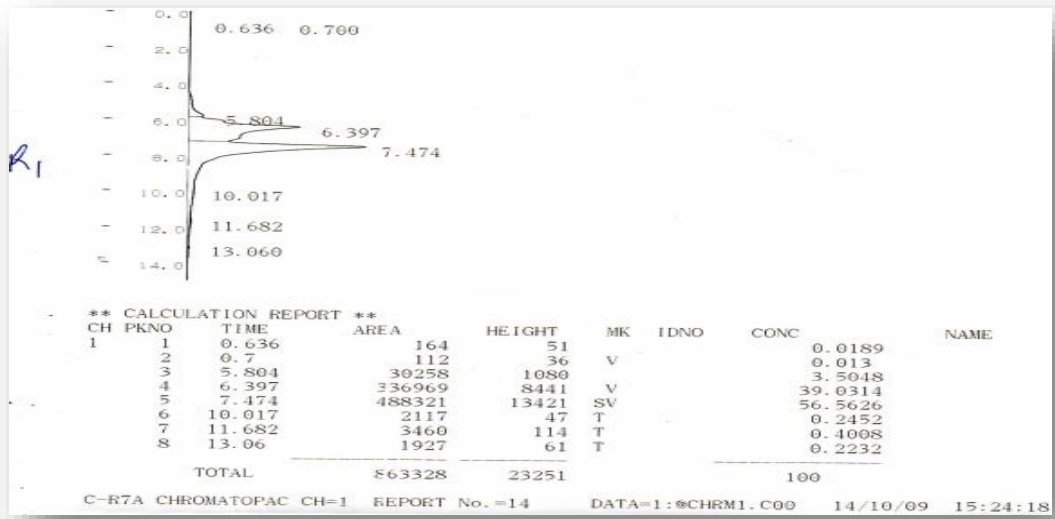 0.0
0.636 0.700
2.0
4.0
6.0 5.804
6.397
7.474
8.0
R1
10.0 10.017
12.0 11.682
13.060
14.0
** CALCULATION REPORT **
CH PKNO TIME AREA HEIGHT MK IDNO CONC NAME
1 1 0.636 164 51 0.0189
2 0.7 112 36 V 0.013
3 5.804 30258 1080 3.5048
4 6.397 336969 8441 V 39.0314
5 7.474 488321 13421 SV 56.5626
6 10.017 2117 47 T 0.2452
7 11.682 3460 114 T 0.4008
8 13.06 1927 61 T 0.2232
TOTAL 863328 23251 100
C-R7A CHROMATOPAC CH=1 REPORT No.=14 DATA=1:@CHRM1.C00 14/10/09 15:24:18